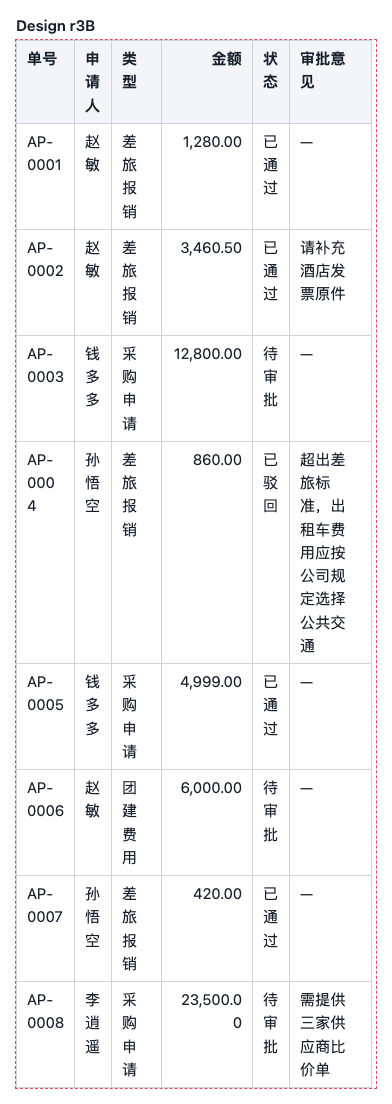 Design r3B
单号 申请人 类型 金额 状态 审批意见
AP-0001 赵敏 差旅报销 1,280.00 已通过 —
AP-0002 赵敏 差旅报销 3,460.50 已通过 请补充酒店发票原件
AP-0003 钱多多 采购申请 12,800.00 待审批 —
AP-0004 孙悟空 差旅报销 860.00 已驳回 超出差旅标准，出租车费用应按公司规定选择公共交通
AP-0005 钱多多 采购申请 4,999.00 已通过 —
AP-0006 赵敏 团建费用 6,000.00 待审批 —
AP-0007 孙悟空 差旅报销 420.00 已通过 —
AP-0008 李逍遥 采购申请 23,500.00 待审批 需提供三家供应商比价单